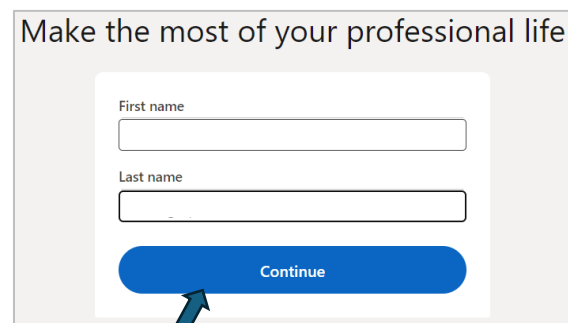 Make the most of your professional life
First name
Last name
Continue